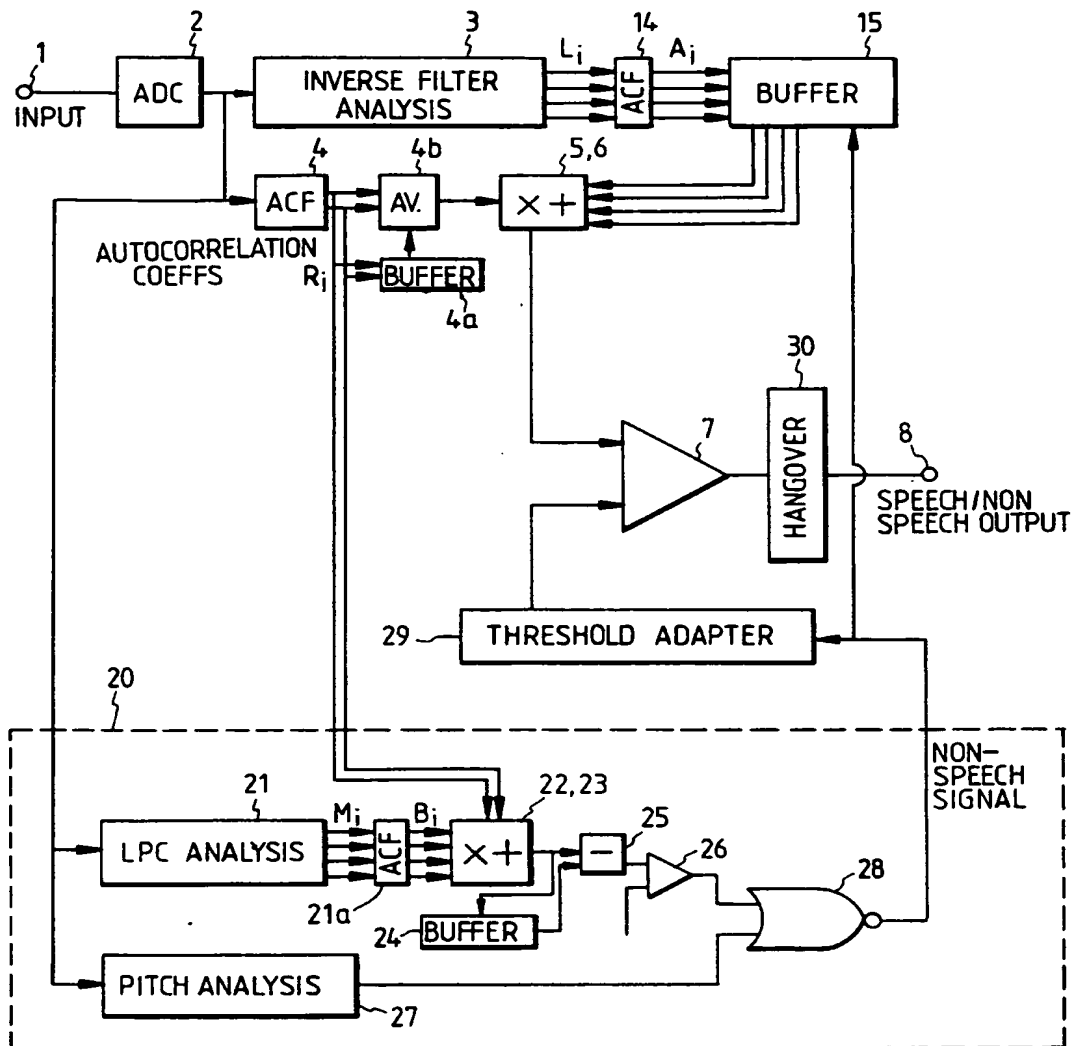 1
INPUT
2
ADC
3
INVERSE FILTER
ANALYSIS
Li
14
ACF
Ai
15
BUFFER
4
ACF
AUTOCORRELATION
COEFFS
Ri
4b
AV.
BUFFER
4a
5,6
× +
7
30
HANGOVER
8
SPEECH/NON
SPEECH OUTPUT
29
THRESHOLD ADAPTER
20
NON-
SPEECH
SIGNAL
21
LPC ANALYSIS
Mi
ACF
21a
Bi
22,23
× +
24
BUFFER
25
−
26
28
PITCH ANALYSIS
27